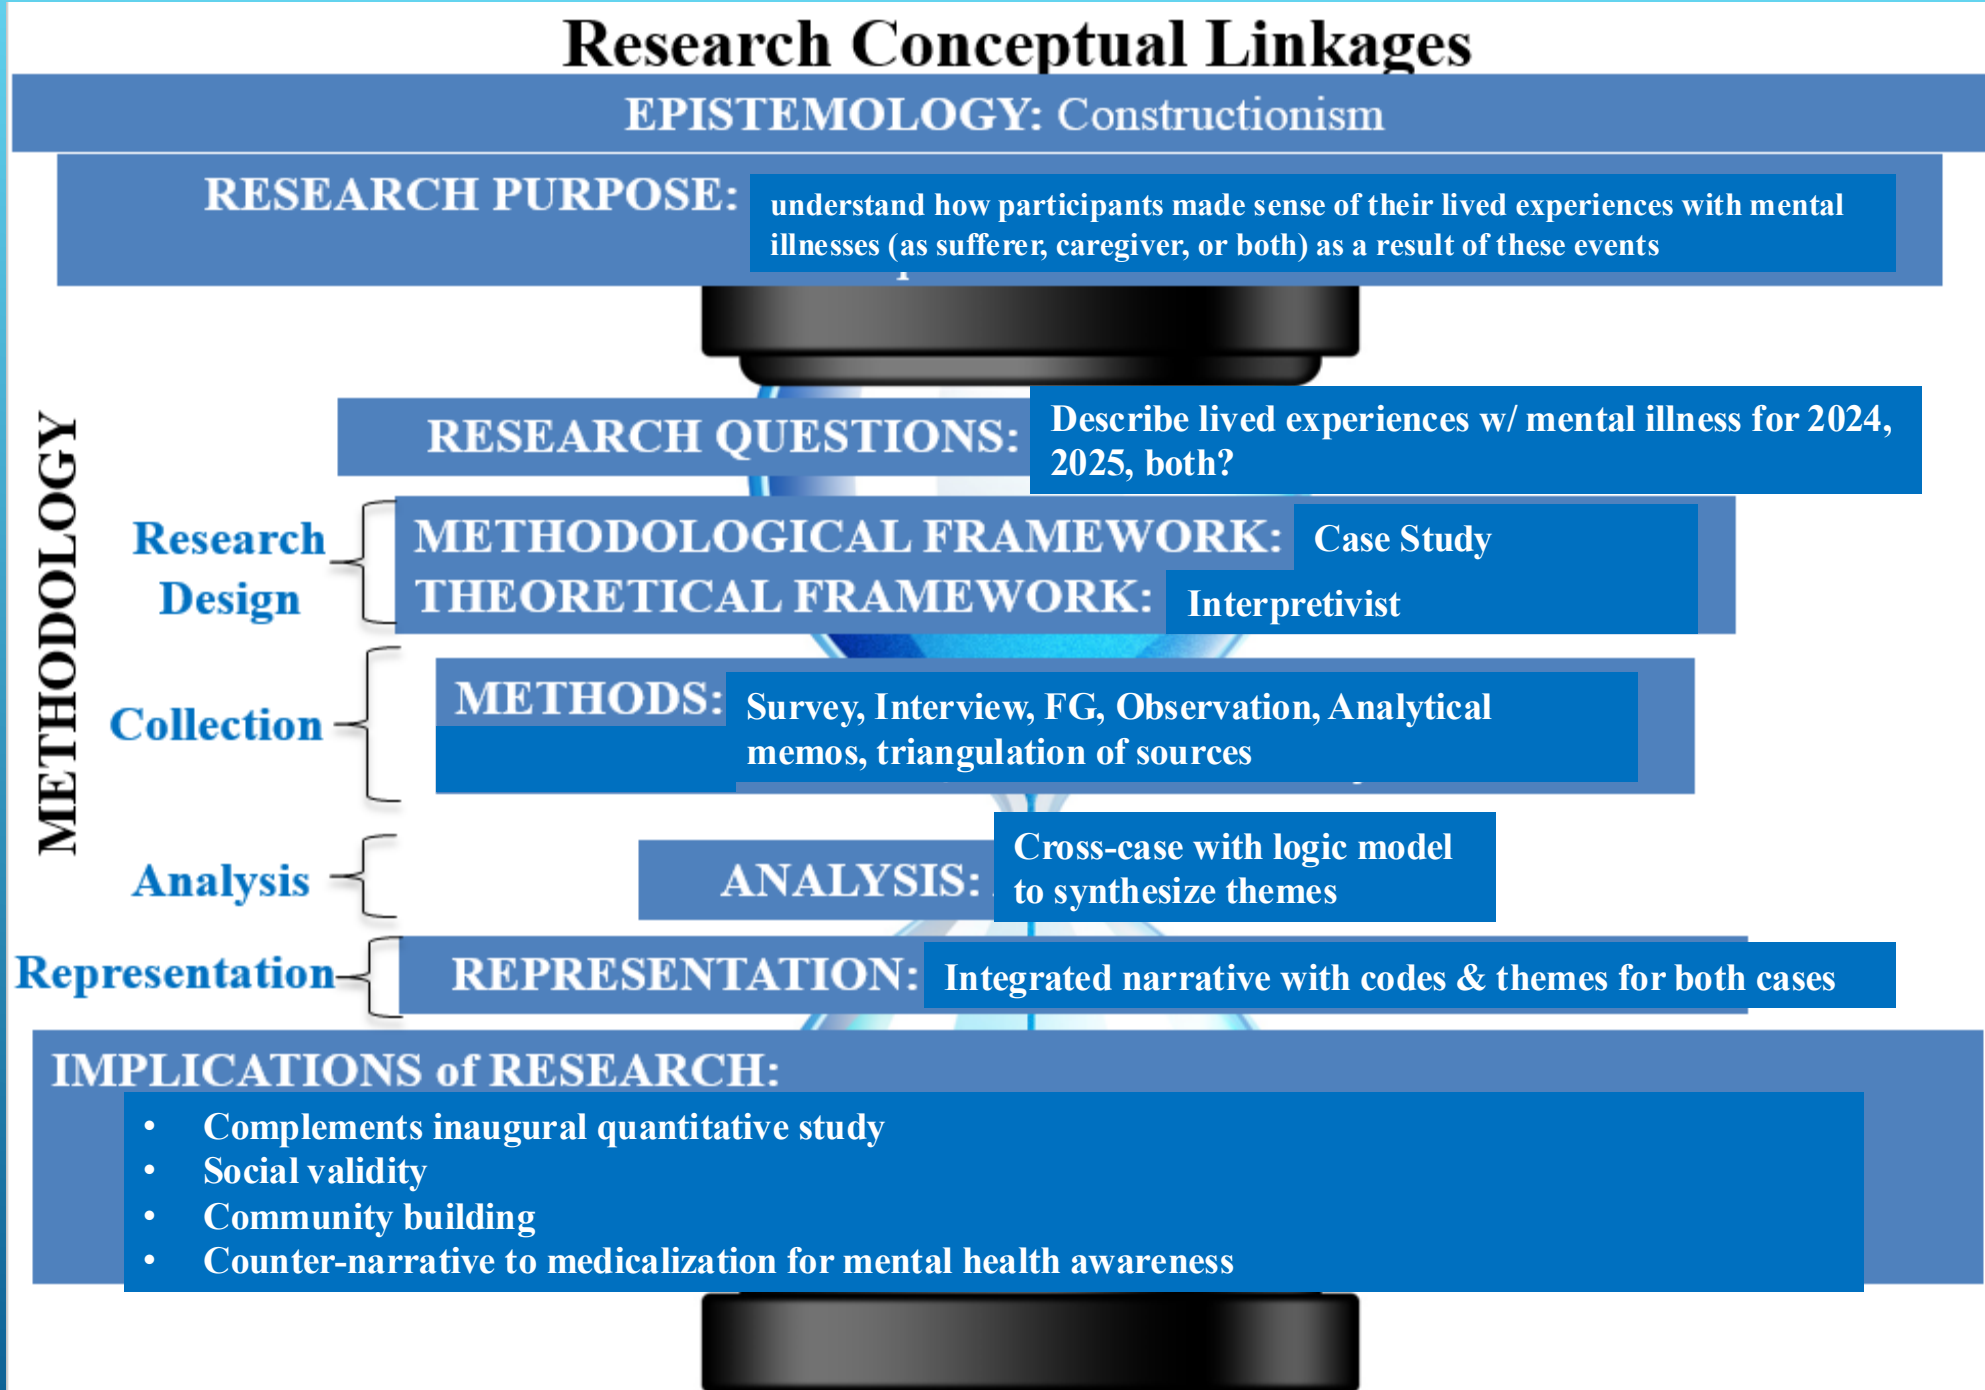 Research Conceptual Linkages
EPISTEMOLOGY: Constructionism
RESEARCH PURPOSE: understand how participants made sense of their lived experiences with mental
illnesses (as sufferer, caregiver, or both) as a result of these events
METHODOLOGY
RESEARCH QUESTIONS: Describe lived experiences w/ mental illness for 2024,
2025, both?
Research
Design
METHODOLOGICAL FRAMEWORK: Case Study
THEORETICAL FRAMEWORK: Interpretivist
Collection
METHODS: Survey, Interview, FG, Observation, Analytical
memos, triangulation of sources
Analysis
ANALYSIS: Cross-case with logic model
to synthesize themes
Representation
REPRESENTATION: Integrated narrative with codes & themes for both cases
IMPLICATIONS of RESEARCH:
• Complements inaugural quantitative study
• Social validity
• Community building
• Counter-narrative to medicalization for mental health awareness